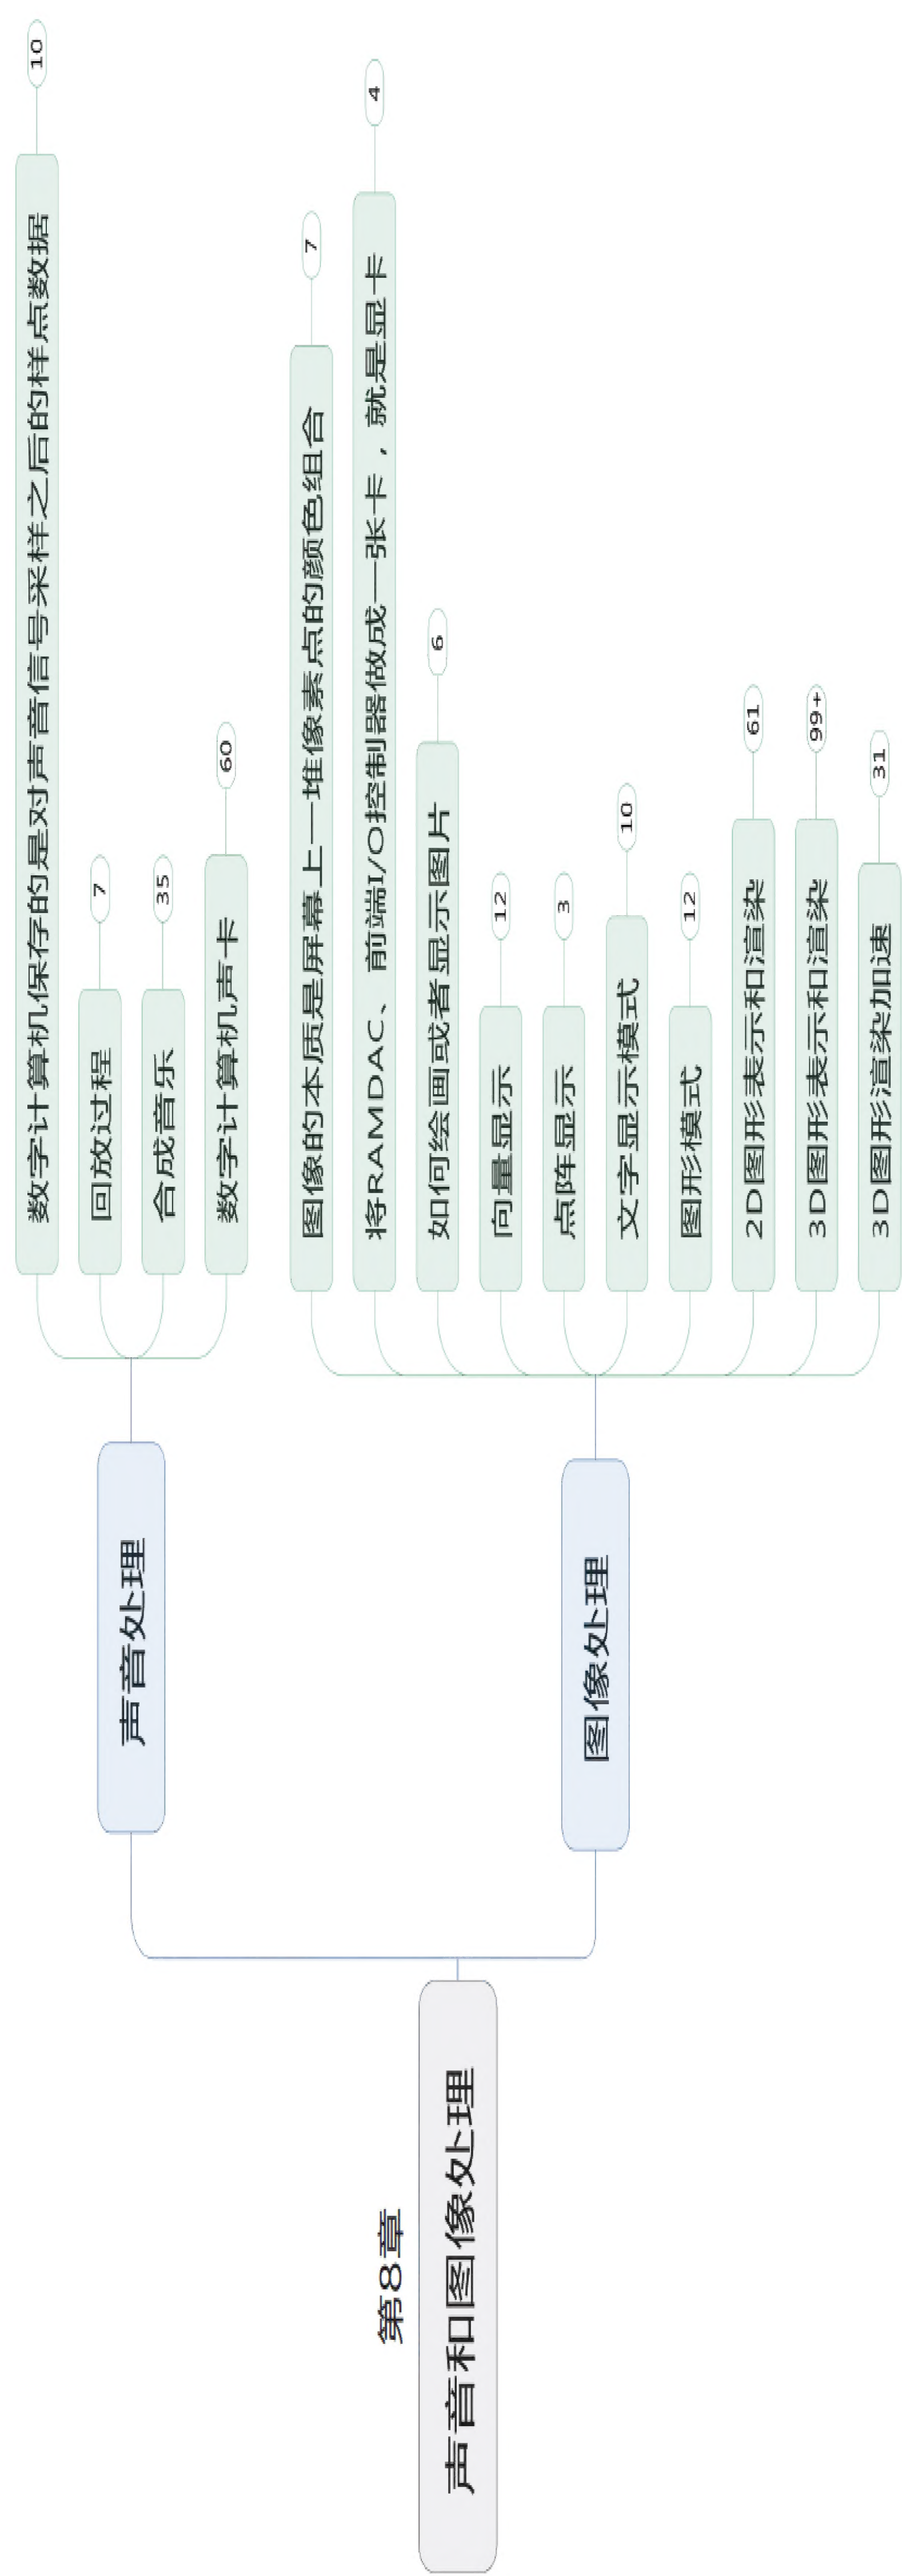 第8章
声音和图像处理
声音处理
数字计算机保存的是对声音信号采样之后的样点数据
10
回放过程
7
合成音乐
35
数字计算机声卡
60
图像处理
图像的本质是屏幕上一堆像素点的颜色组合
7
将RAMDAC、前端I/O控制器做成一张卡，就是显卡
4
如何绘画或者显示图片
6
向量显示
12
点阵显示
3
文字显示模式
10
图形模式
12
2D图形表示和渲染
61
3D图形表示和渲染
99+
3D图形渲染加速
31